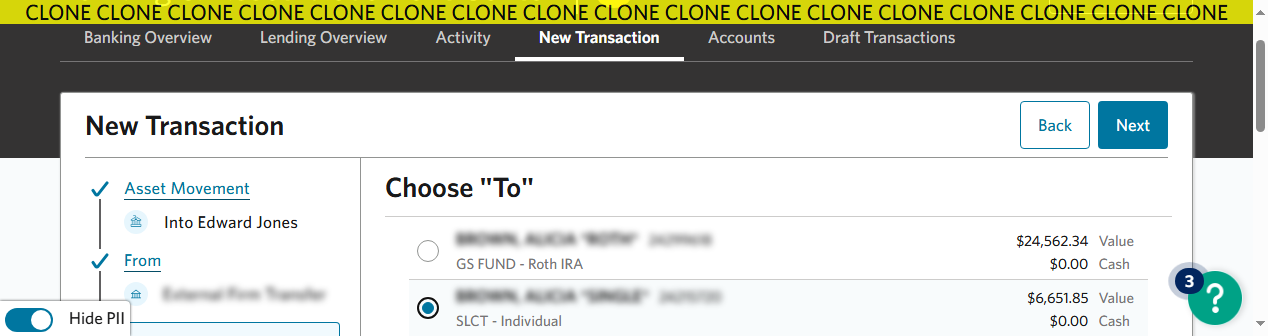 CLONE CLONE CLONE CLONE CLONE CLONE CLONE CLONE CLONE CLONE CLONE CLONE CLONE CLONE CLONE CLONE CLONE
Banking Overview Lending Overview Activity New Transaction Accounts Draft Transactions
New Transaction Back Next
Asset Movement
Into Edward Jones
From
Hide PII
Choose "To"
$24,562.34 Value
GS FUND - Roth IRA $0.00 Cash
$6,651.85 Value
SLCT - Individual $0.00 Cash
3
?